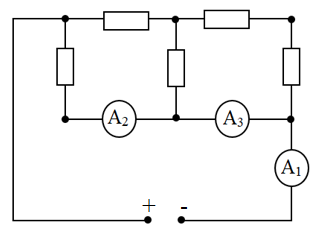 A₂ A₃
A₁
+ -